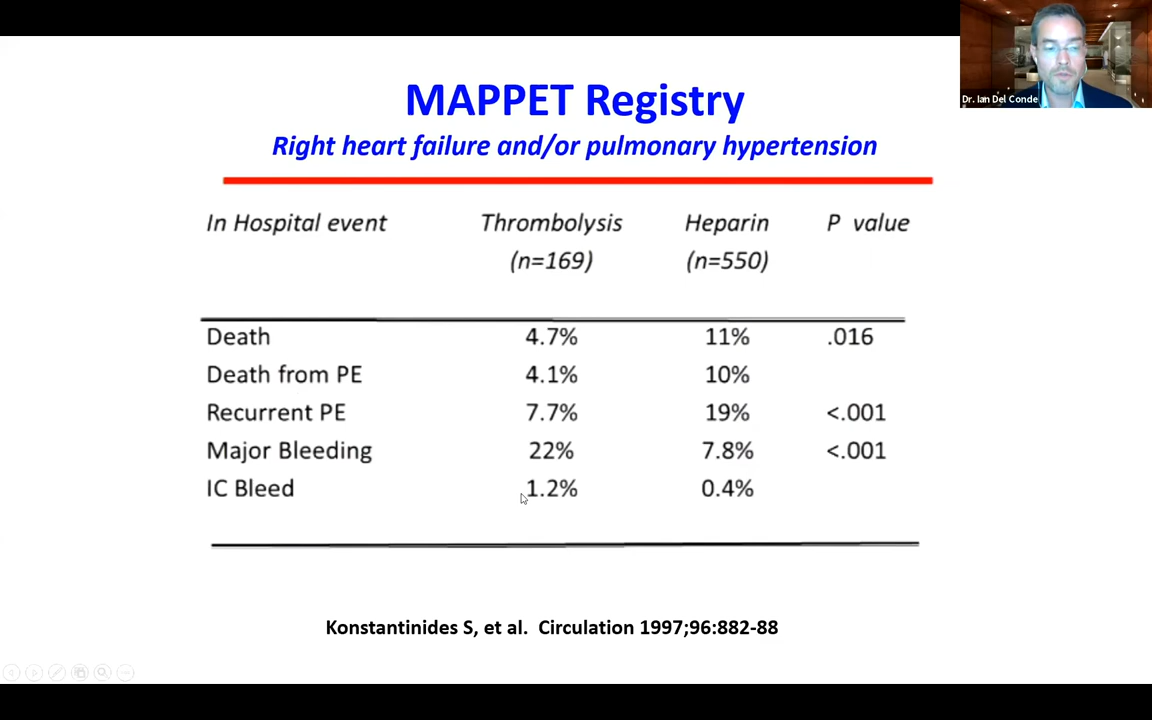 MAPPET Registry
Right heart failure and/or pulmonary hypertension
Dr. Ian Del Conde
In Hospital event Thrombolysis Heparin P value
(n=169) (n=550)
Death 4.7% 11% .016
Death from PE 4.1% 10%
Recurrent PE 7.7% 19% <.001
Major Bleeding 22% 7.8% <.001
IC Bleed 1.2% 0.4%
Konstantinides S, et al. Circulation 1997;96:882-88